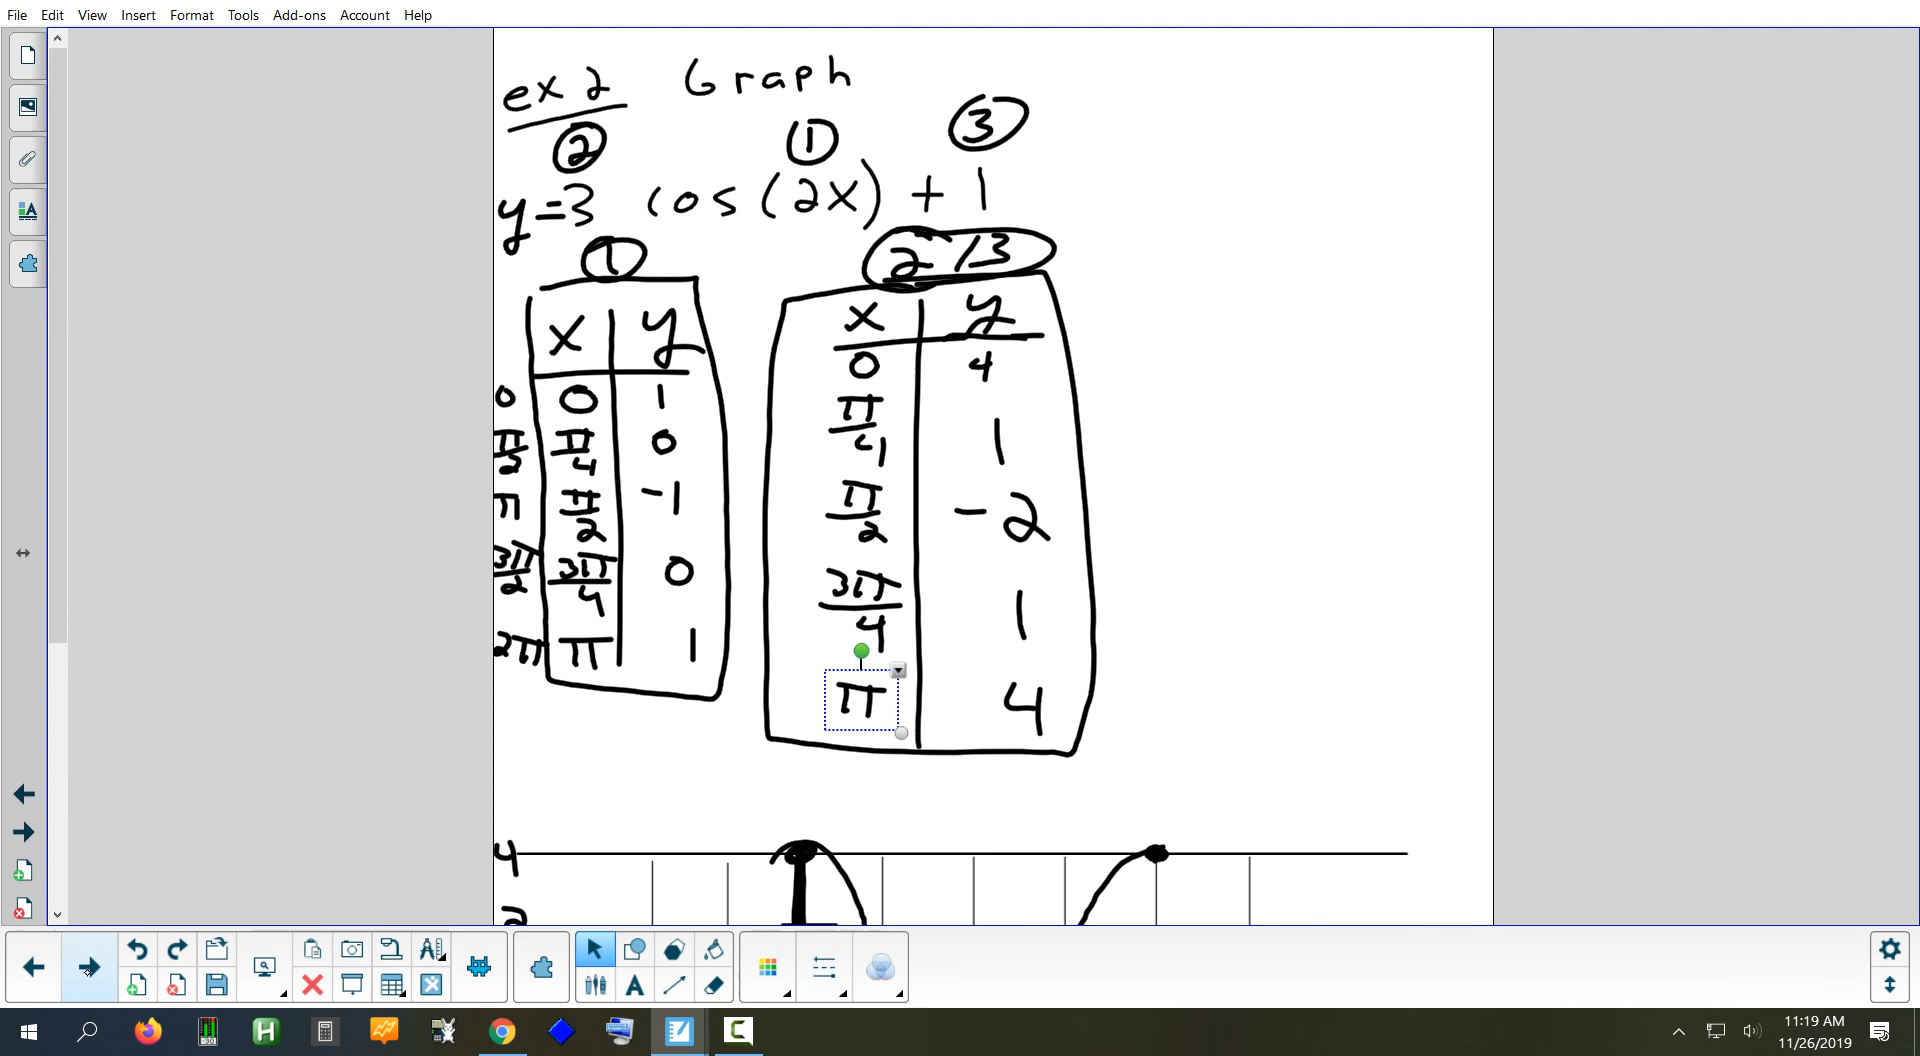 File Edit View Insert Format Tools Add-ons Account Help
ex 2 Graph
② ① ③
y=3 cos(2x) + 1
① 2/3
x y
0 0 1
π/2 π/4 0
π π/2 -1
3π/2 3π/4 0
2π π 1
x y
0 4
π/4 1
π/2 -2
3π/4 1
π 4
4
2
11:19 AM
11/26/2019